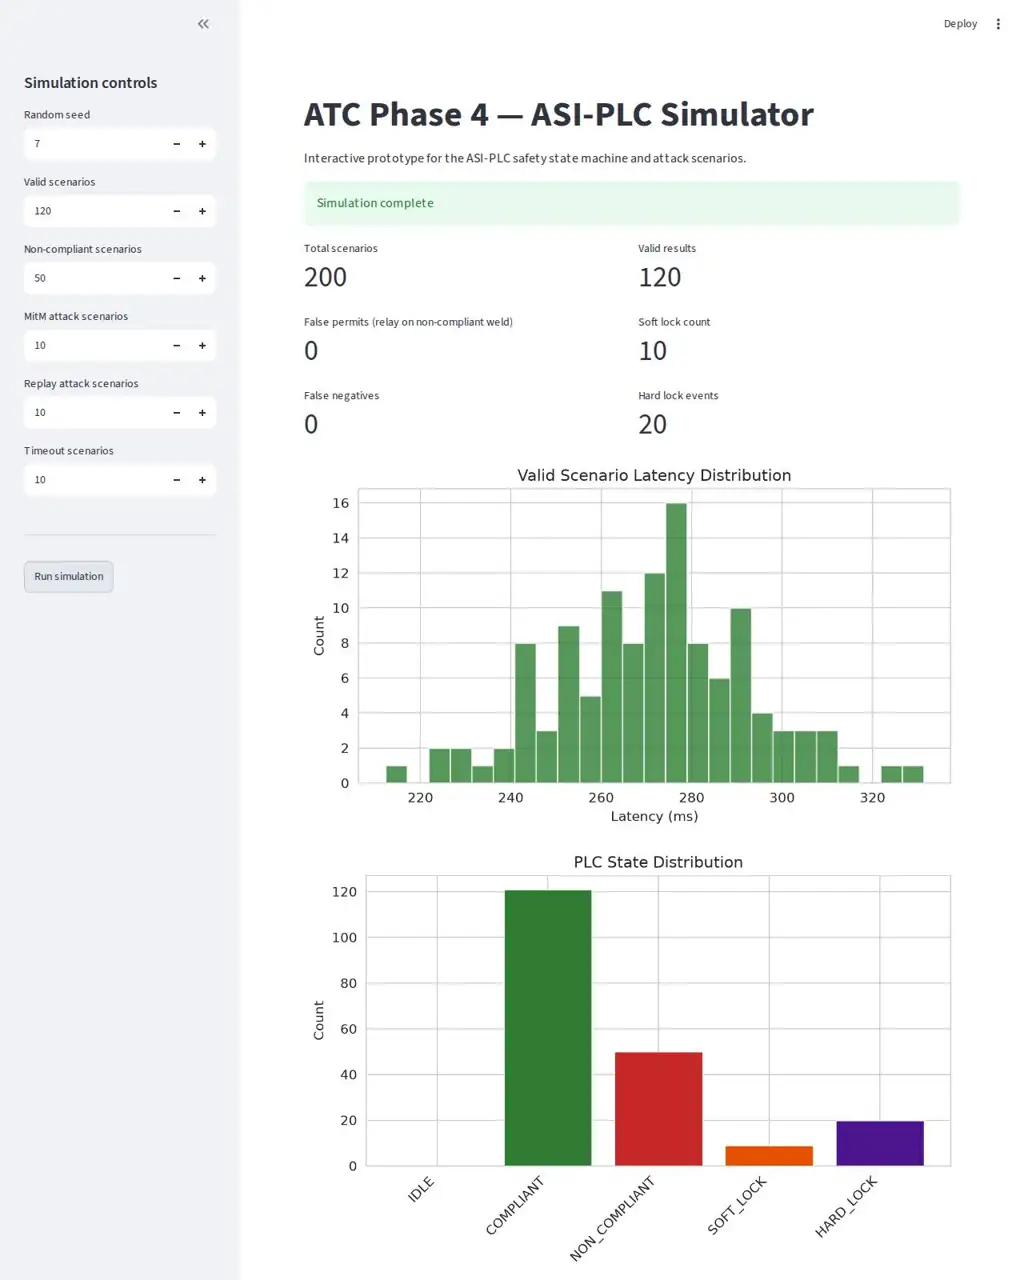 Deploy
Simulation controls
Random seed
7
Valid scenarios
120
Non-compliant scenarios
50
MitM attack scenarios
10
Replay attack scenarios
10
Timeout scenarios
10
Run simulation
ATC Phase 4 — ASI-PLC Simulator
Interactive prototype for the ASI-PLC safety state machine and attack scenarios.
Simulation complete
Total scenarios
200
Valid results
120
False permits (relay on non-compliant weld)
0
Soft lock count
10
False negatives
0
Hard lock events
20
Valid Scenario Latency Distribution
16
14
12
10
8
6
4
2
0
Count
220 240 260 280 300 320
Latency (ms)
PLC State Distribution
120
100
80
60
40
20
0
Count
IDLE
COMPLIANT
NON_COMPLIANT
SOFT_LOCK
HARD_LOCK